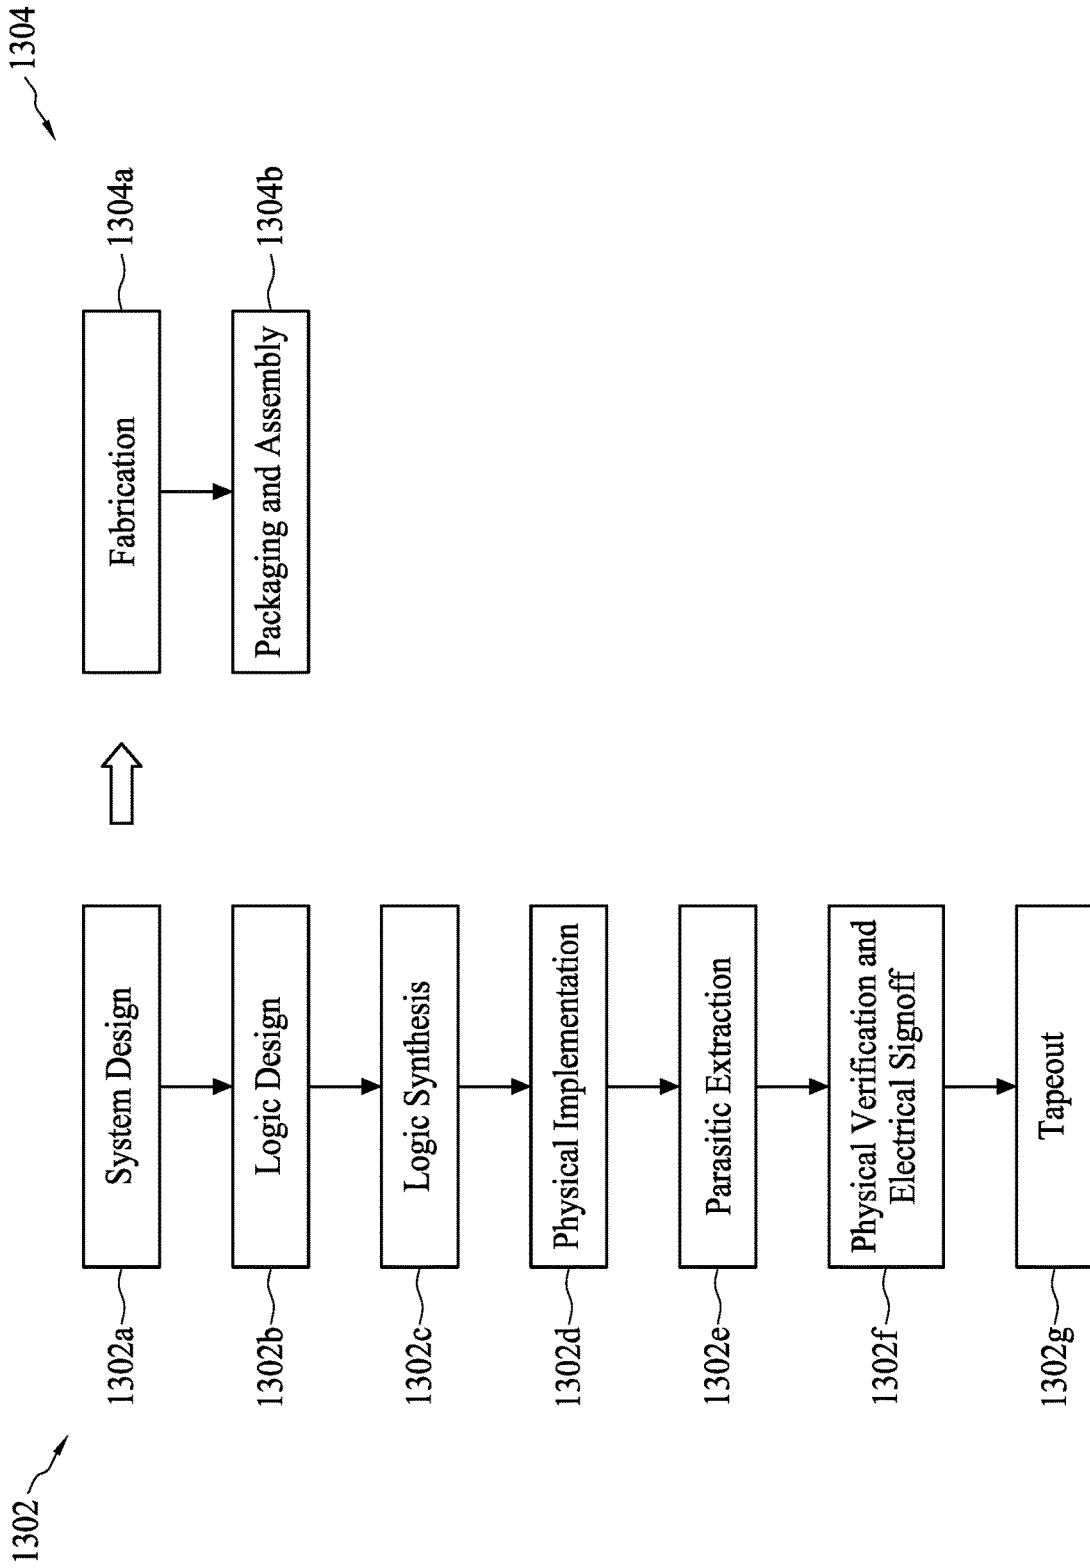 1302
1302a
System Design
1302b
Logic Design
1302c
Logic Synthesis
1302d
Physical Implementation
1302e
Parasitic Extraction
1302f
Physical Verification and
Electrical Signoff
1302g
Tapeout
1304
Fabrication
1304a
Packaging and Assembly
1304b